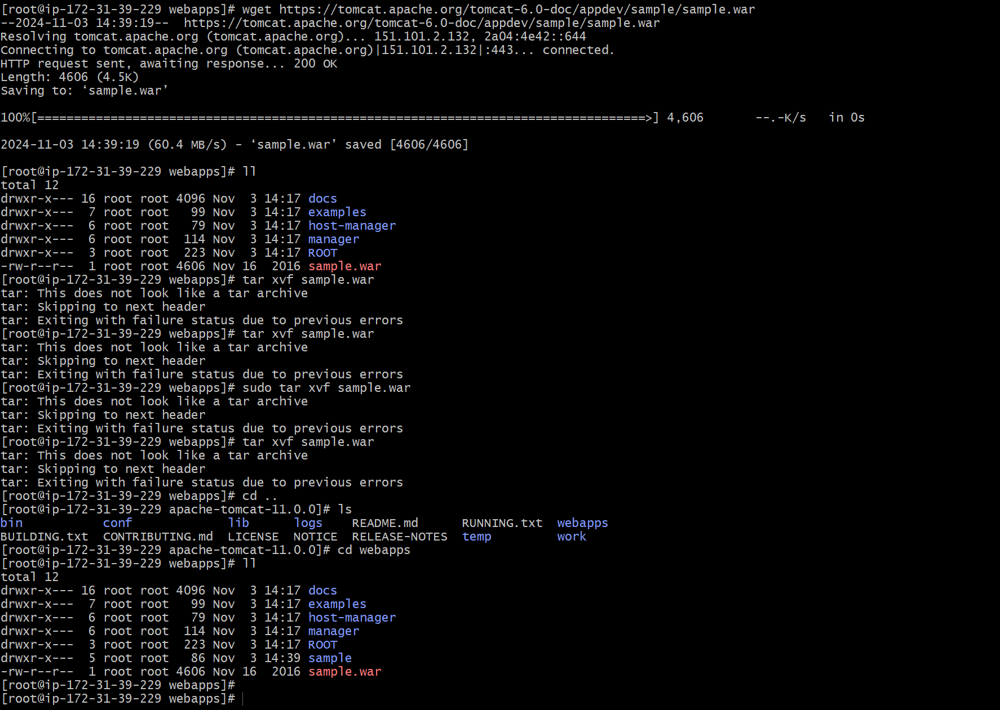 [root@ip-172-31-39-229 webapps]# wget https://tomcat.apache.org/tomcat-6.0-doc/appdev/sample/sample.war
--2024-11-03 14:39:19--  https://tomcat.apache.org/tomcat-6.0-doc/appdev/sample/sample.war
Resolving tomcat.apache.org (tomcat.apache.org)... 151.101.2.132, 2a04:4e42::644
Connecting to tomcat.apache.org (tomcat.apache.org)|151.101.2.132|:443... connected.
HTTP request sent, awaiting response... 200 OK
Length: 4606 (4.5K)
Saving to: ‘sample.war’
100%[===================================================================================>] 4,606       --.-K/s   in 0s
2024-11-03 14:39:19 (60.4 MB/s) - ‘sample.war’ saved [4606/4606]
[root@ip-172-31-39-229 webapps]# ll
total 12
drwxr-x--- 16 root root 4096 Nov  3 14:17 docs
drwxr-x---  7 root root   99 Nov  3 14:17 examples
drwxr-x---  6 root root   79 Nov  3 14:17 host-manager
drwxr-x---  6 root root  114 Nov  3 14:17 manager
drwxr-x---  3 root root  223 Nov  3 14:17 ROOT
-rw-r--r--  1 root root 4606 Nov 16  2016 sample.war
[root@ip-172-31-39-229 webapps]# tar xvf sample.war
tar: This does not look like a tar archive
tar: Skipping to next header
tar: Exiting with failure status due to previous errors
[root@ip-172-31-39-229 webapps]# tar xvf sample.war
tar: This does not look like a tar archive
tar: Skipping to next header
tar: Exiting with failure status due to previous errors
[root@ip-172-31-39-229 webapps]# sudo tar xvf sample.war
tar: This does not look like a tar archive
tar: Skipping to next header
tar: Exiting with failure status due to previous errors
[root@ip-172-31-39-229 webapps]# tar xvf sample.war
tar: This does not look like a tar archive
tar: Skipping to next header
tar: Exiting with failure status due to previous errors
[root@ip-172-31-39-229 webapps]# cd ..
[root@ip-172-31-39-229 apache-tomcat-11.0.0]# ls
bin           conf             lib      logs    README.md      RUNNING.txt  webapps
BUILDING.txt  CONTRIBUTING.md  LICENSE  NOTICE  RELEASE-NOTES  temp         work
[root@ip-172-31-39-229 apache-tomcat-11.0.0]# cd webapps
[root@ip-172-31-39-229 webapps]# ll
total 12
drwxr-x--- 16 root root 4096 Nov  3 14:17 docs
drwxr-x---  7 root root   99 Nov  3 14:17 examples
drwxr-x---  6 root root   79 Nov  3 14:17 host-manager
drwxr-x---  6 root root  114 Nov  3 14:17 manager
drwxr-x---  3 root root  223 Nov  3 14:17 ROOT
drwxr-x---  5 root root   86 Nov  3 14:39 sample
-rw-r--r--  1 root root 4606 Nov 16  2016 sample.war
[root@ip-172-31-39-229 webapps]#
[root@ip-172-31-39-229 webapps]#